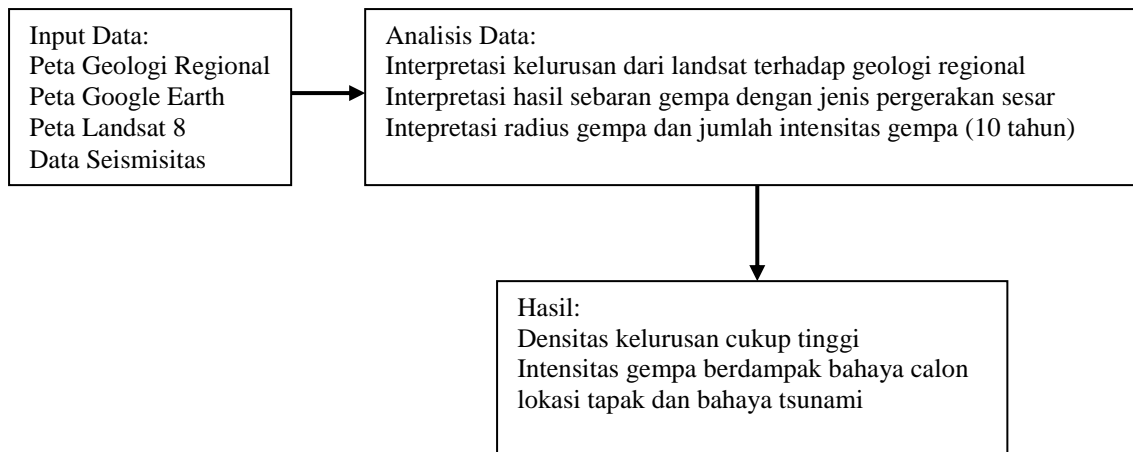 Input Data:
Peta Geologi Regional
Peta Google Earth
Peta Landsat 8
Data Seismisitas
Analisis Data:
Interpretasi kelurusan dari landsat terhadap geologi regional
Interpretasi hasil sebaran gempa dengan jenis pergerakan sesar
Intepretasi radius gempa dan jumlah intensitas gempa (10 tahun)
Hasil:
Densitas kelurusan cukup tinggi
Intensitas gempa berdampak bahaya calon
lokasi tapak dan bahaya tsunami